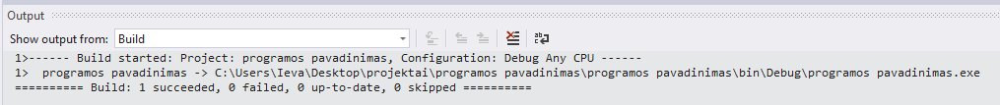 Output
Show output from: Build
1>------ Build started: Project: programos pavadinimas, Configuration: Debug Any CPU ------
1>  programos pavadinimas -> C:\Users\Ieva\Desktop\projektai\programos pavadinimas\programos pavadinimas\bin\Debug\programos pavadinimas.exe
========== Build: 1 succeeded, 0 failed, 0 up-to-date, 0 skipped ==========